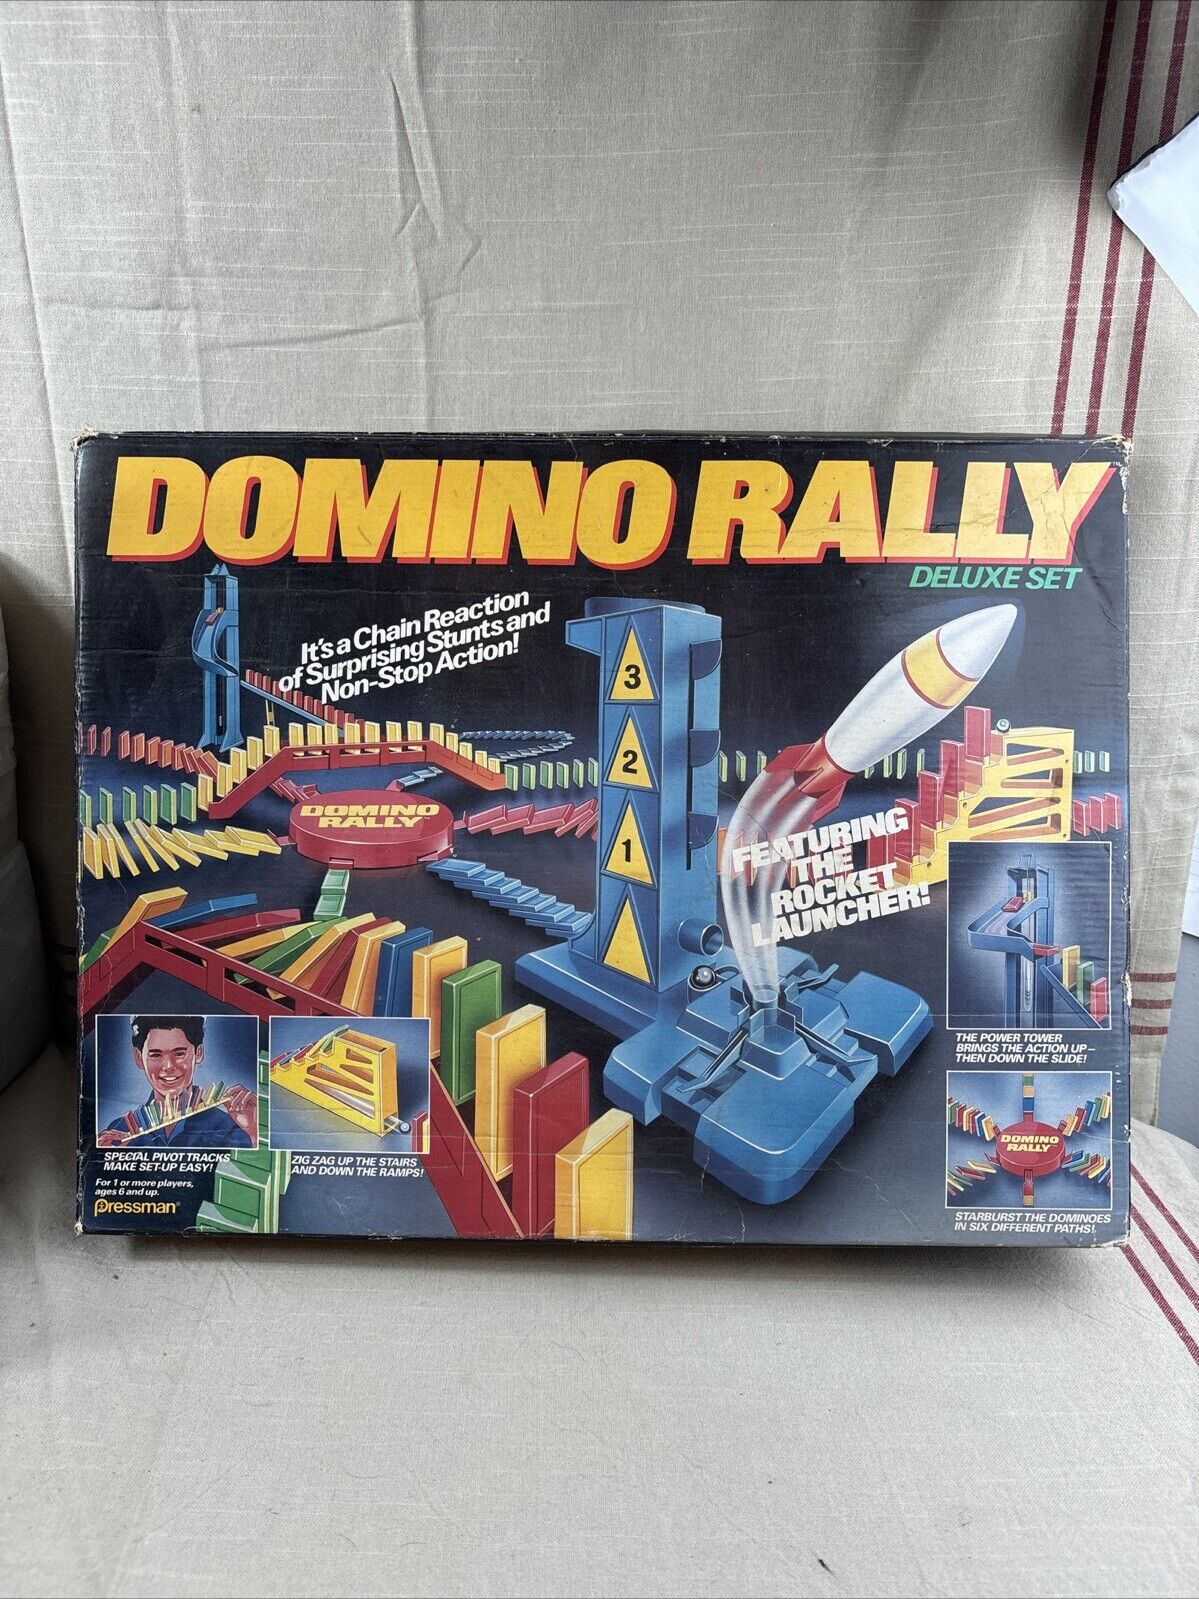 DOMINO RALLY™
DELUXE SET
It's a Chain Reaction
of Surprising Stunts and
Non-Stop Action!
3
2
1
DOMINO
RALLY™
FEATURING
THE
ROCKET
LAUNCHER!
THE POWER TOWER
BRINGS THE ACTION UP–
THEN DOWN THE SLIDE!
SPECIAL PIVOT TRACKS
MAKE SET-UP EASY!
ZIG ZAG UP THE STAIRS
AND DOWN THE RAMPS!
For 1 or more players,
ages 6 and up.
Pressman®
DOMINO
RALLY
STARBURST THE DOMINOES
IN SIX DIFFERENT PATHS!